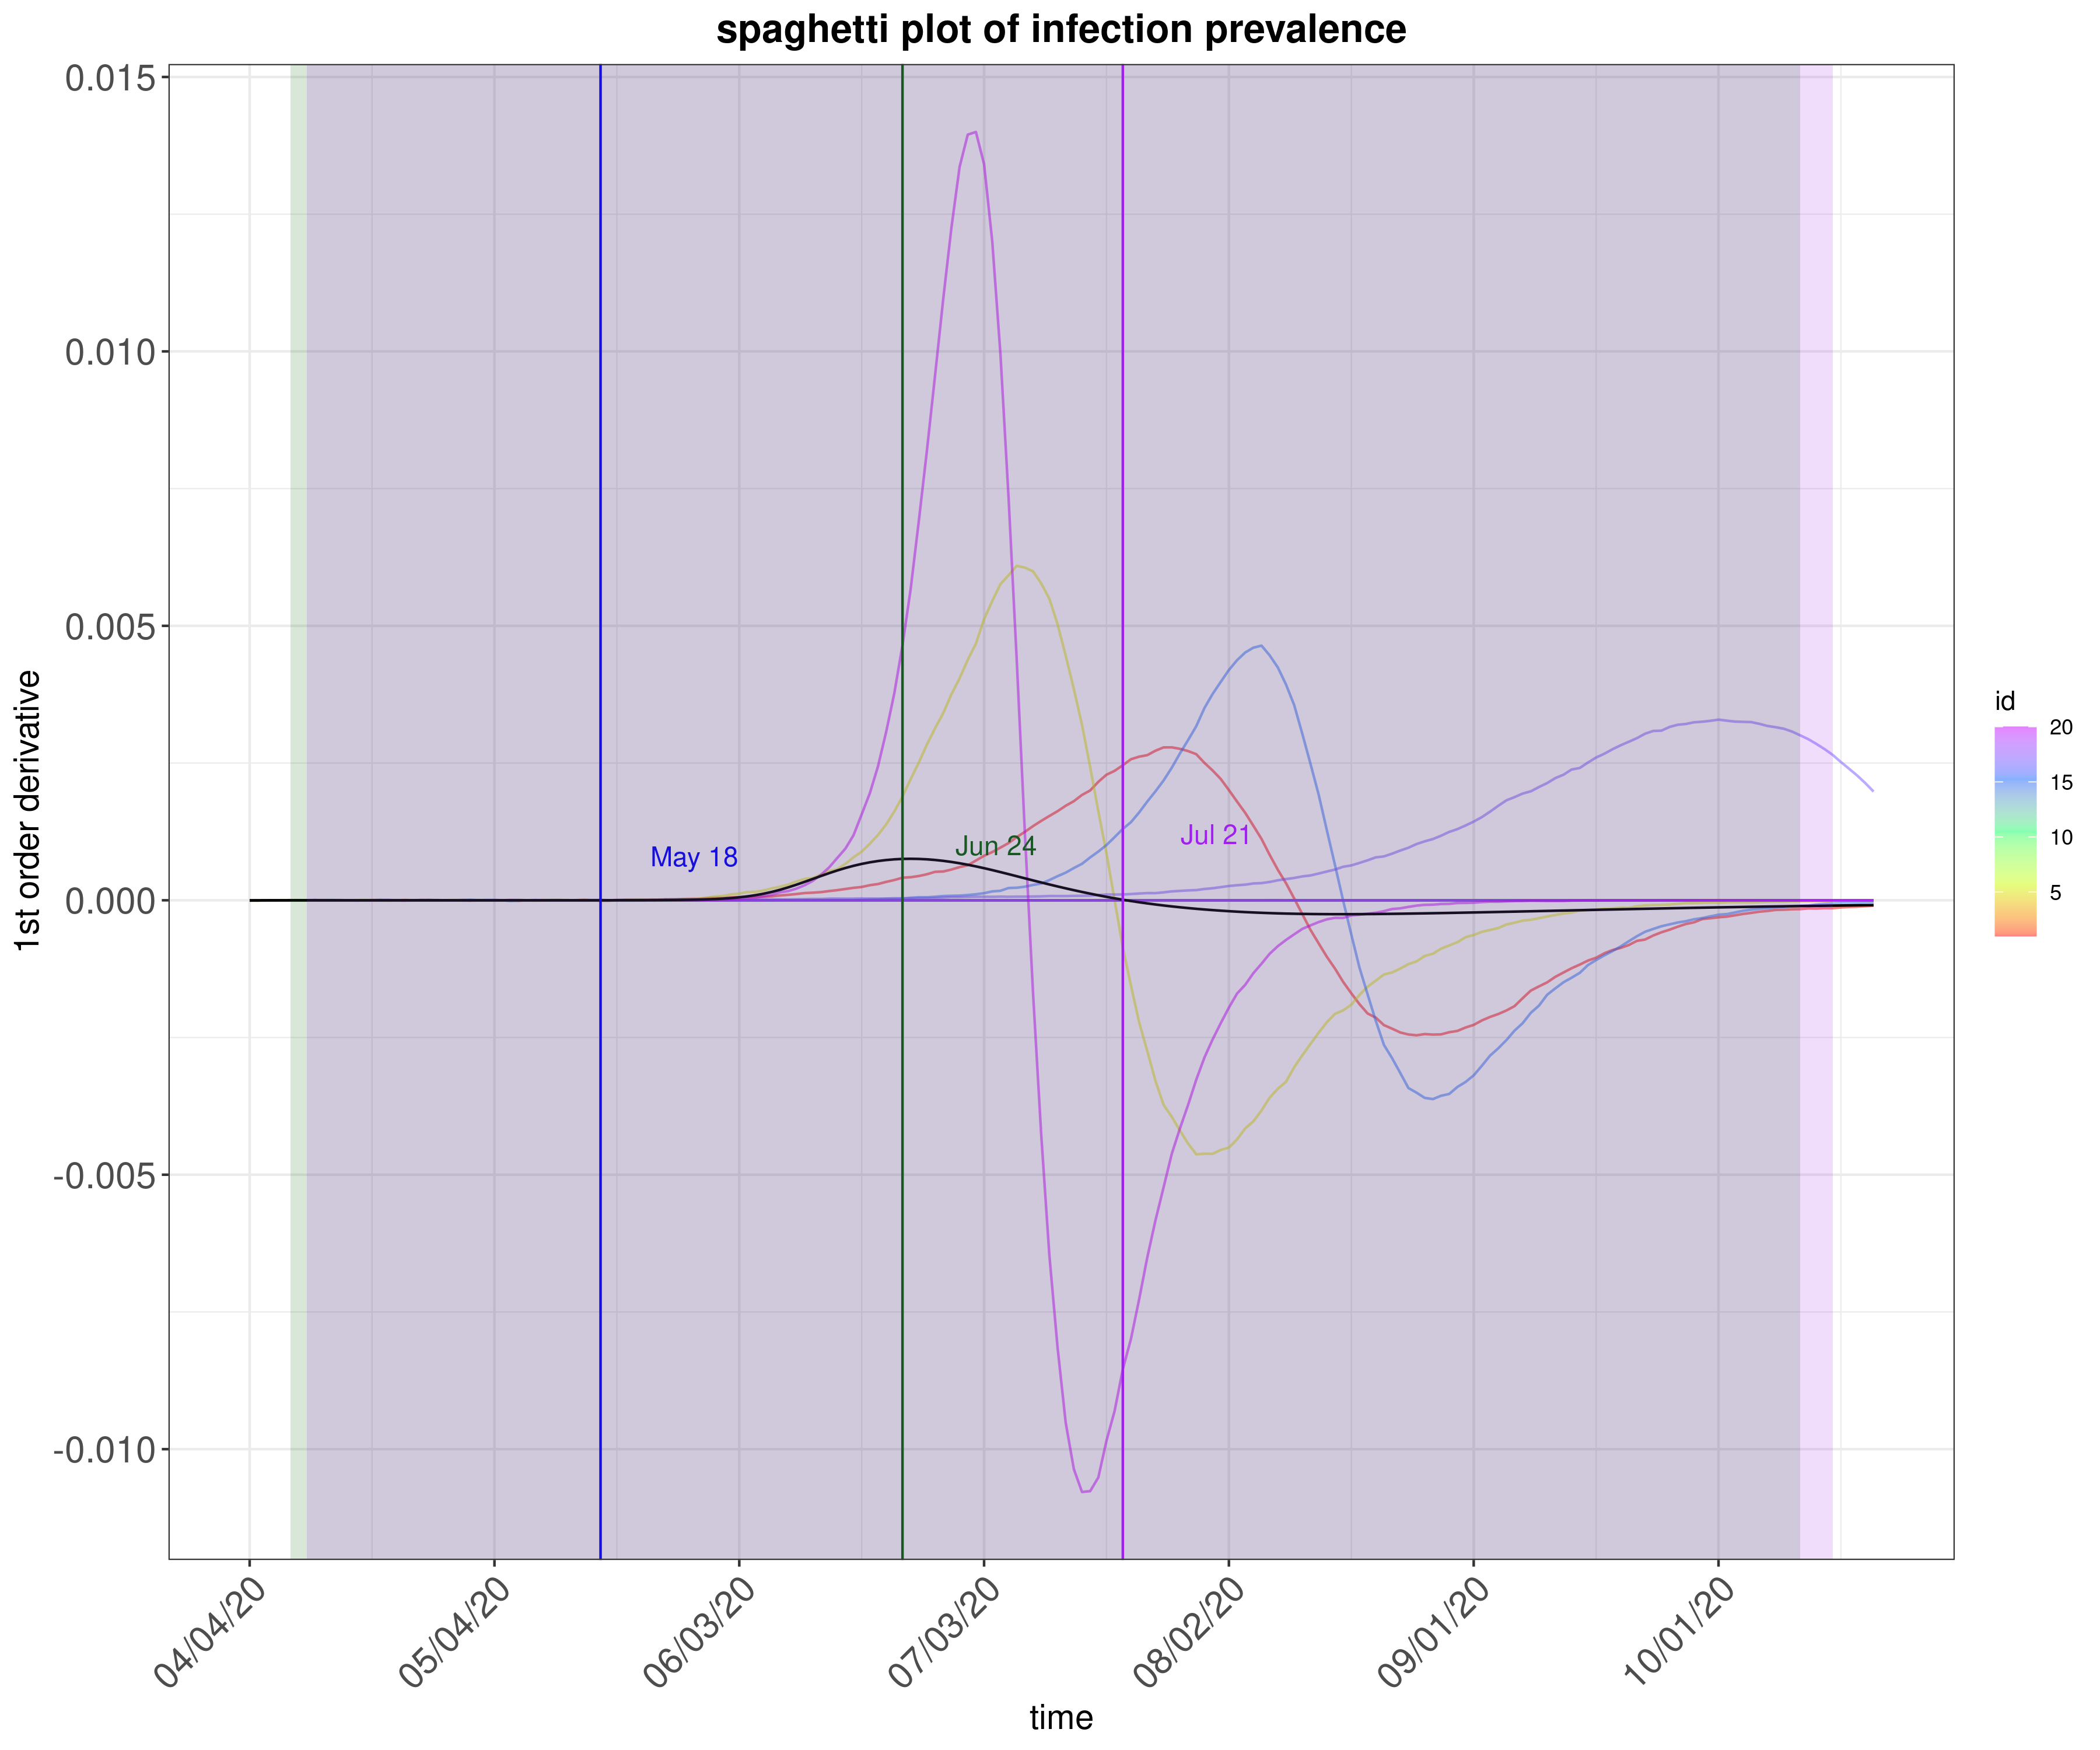 spaghetti plot of infection prevalence
0.015
0.010
0.005
0.000
-0.005
-0.010
1st order derivative
May 18
Jun 24
Jul 21
04/04/20
05/04/20
06/03/20
07/03/20
08/02/20
09/01/20
10/01/20
time
id
20
15
10
5